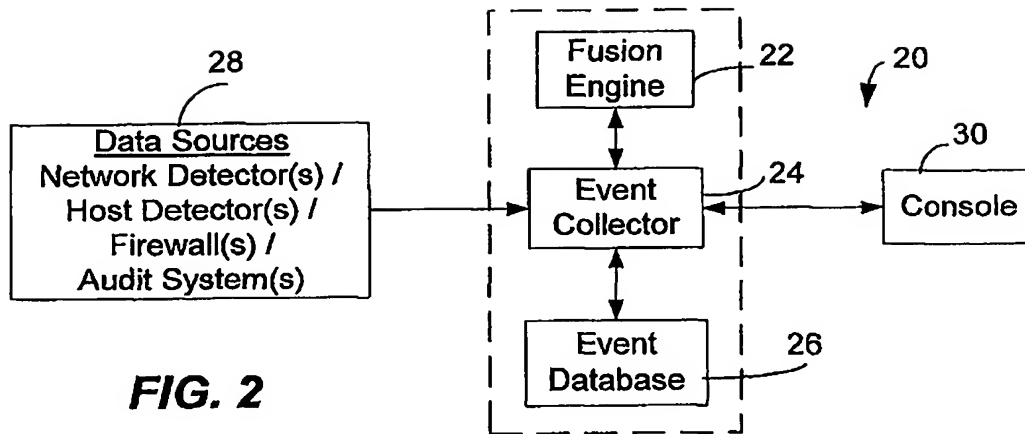 28
Data Sources
Network Detector(s) /
Host Detector(s) /
Firewall(s) /
Audit System(s)
Fusion
Engine
22
Event
Collector
24
Event
Database
26
20
30
Console
FIG. 2